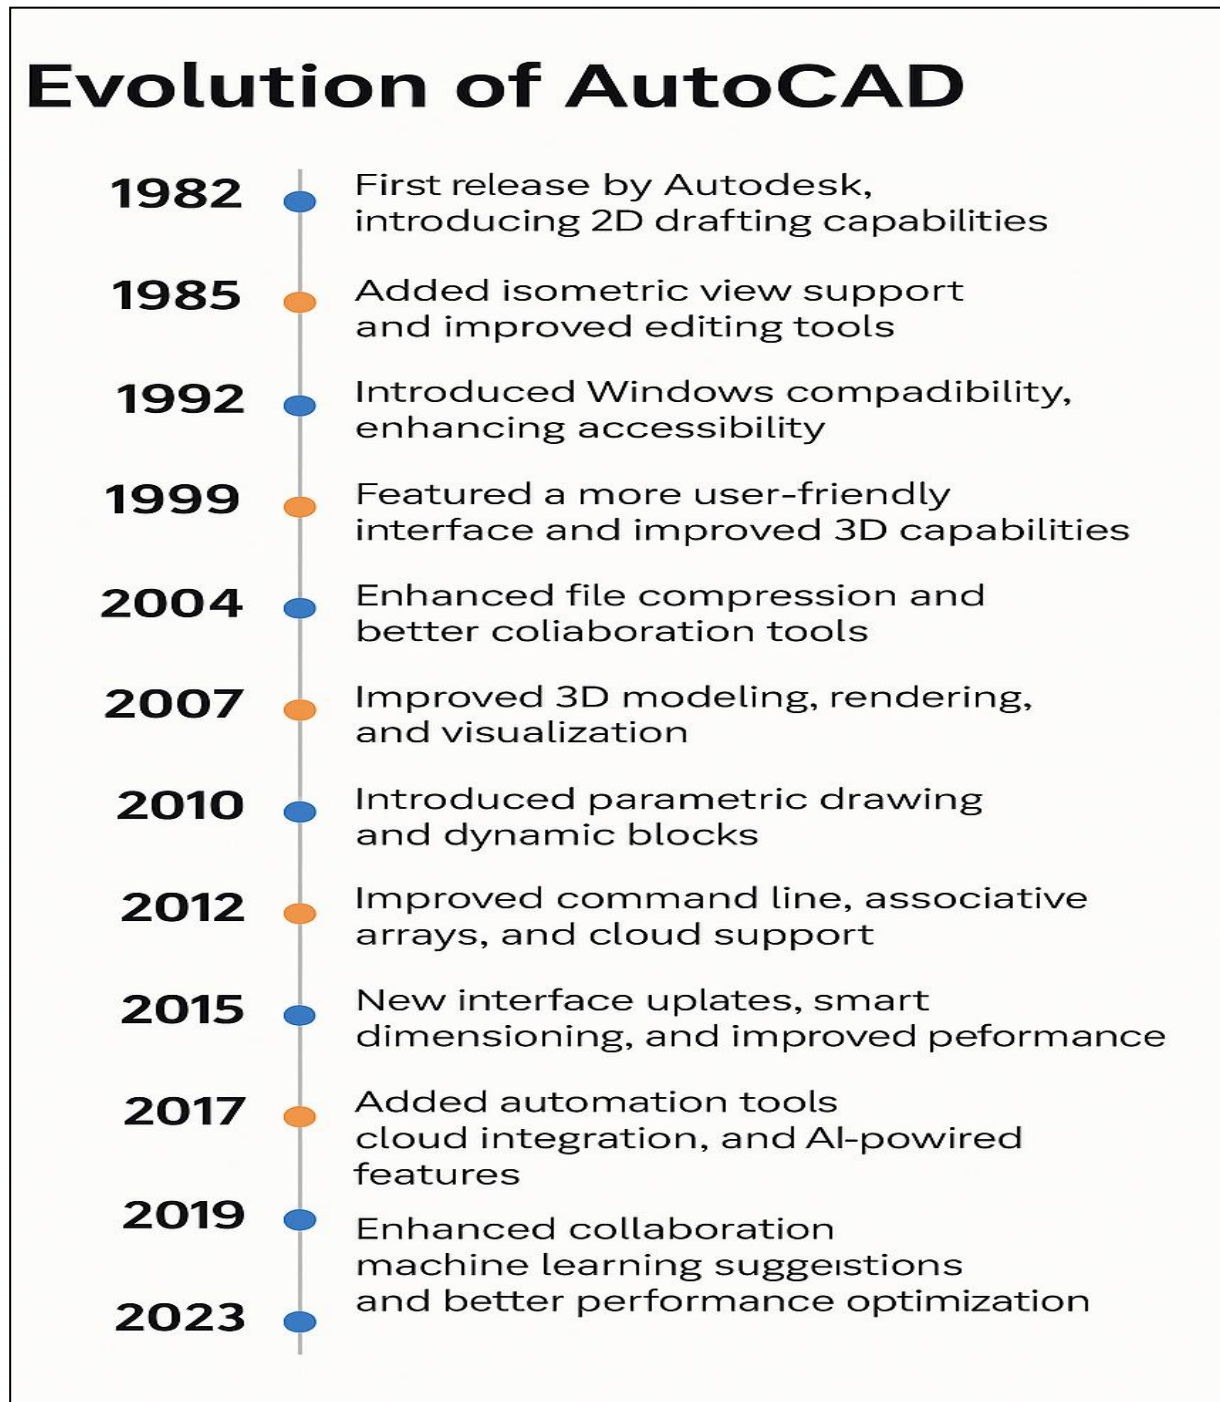 Evolution of AutoCAD
1982
First release by Autodesk,
introducing 2D drafting capabilities
1985
Added isometric view support
and improved editing tools
1992
Introduced Windows compadibility,
enhancing accessibility
1999
Featured a more user-friendly
interface and improved 3D capabilities
2004
Enhanced file compression and
better coliaboration tools
2007
Improved 3D modeling, rendering,
and visualization
2010
Introduced parametric drawing
and dynamic blocks
2012
Improved command line, associative
arrays, and cloud support
2015
New interface uplates, smart
dimensioning, and improved peformance
2017
Added automation tools
cloud integration, and AI-powired
features
2019
Enhanced collaboration
machine learning suggeıstions
and better performance optimization
2023